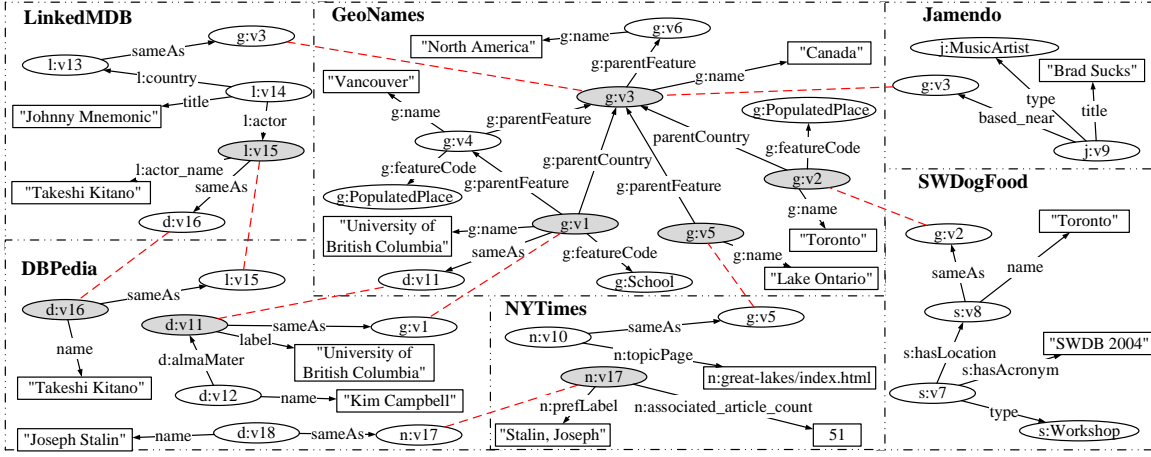 LinkedMDB
g:v3
sameAs
l:v13
l:country
l:v14
title
"Johnny Mnemonic"
l:actor
l:v15
l:actor_name
"Takeshi Kitano"
sameAs
d:v16
GeoNames
g:v6
"North America"
g:name
g:parentFeature
"Canada"
g:name
"Vancouver"
g:v3
g:name
g:parentFeature
g:PopulatedPlace
g:v4
parentCountry
g:featureCode
g:featureCode
g:parentCountry
g:parentFeature
g:parentFeature
g:v2
g:PopulatedPlace
"University of
British Columbia"
g:name
g:v1
g:v5
g:name
"Toronto"
sameAs
g:featureCode
g:name
d:v11
g:School
"Lake Ontario"
Jamendo
j:MusicArtist
"Brad Sucks"
g:v3
type
title
based_near
j:v9
SWDogFood
"Toronto"
g:v2
sameAs
name
s:v8
"SWDB 2004"
s:hasLocation
s:hasAcronym
s:v7
type
s:Workshop
DBPedia
l:v15
sameAs
d:v16
name
"Takeshi Kitano"
d:v11
sameAs
g:v1
label
"University of
British Columbia"
d:almaMater
d:v12
name
"Kim Campbell"
"Joseph Stalin"
name
d:v18
sameAs
n:v17
NYTimes
g:v5
sameAs
n:v10
n:topicPage
n:great-lakes/index.html
n:v17
n:prefLabel
n:associated_article_count
"Stalin, Joseph"
51